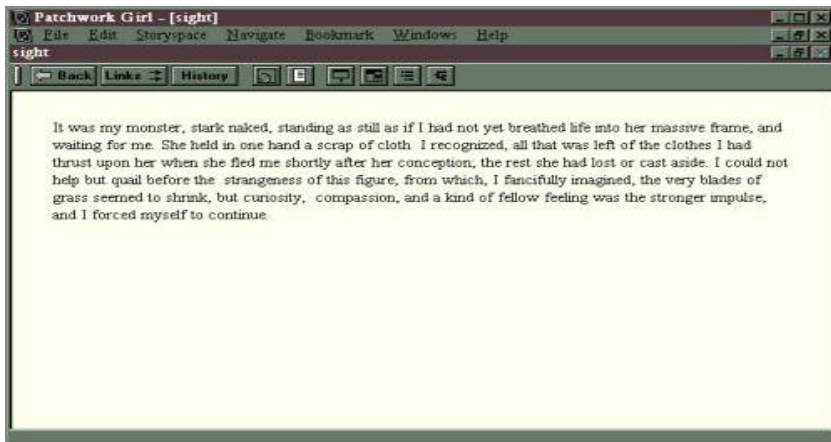 Patchwork Girl - [sight]
File Edit Storyspace Navigate Bookmark Windows Help
sight
Back Links History
It was my monster, stark naked, standing as still as if I had not yet breathed life into her massive frame, and
waiting for me. She held in one hand a scrap of cloth I recognized, all that was left of the clothes I had
thrust upon her when she fled me shortly after her conception; the rest she had lost or cast aside. I could not
help but quail before the strangeness of this figure, from which, I fancifully imagined, the very blades of
grass seemed to shrink, but curiosity, compassion, and a kind of fellow feeling was the stronger impulse,
and I forced myself to continue.